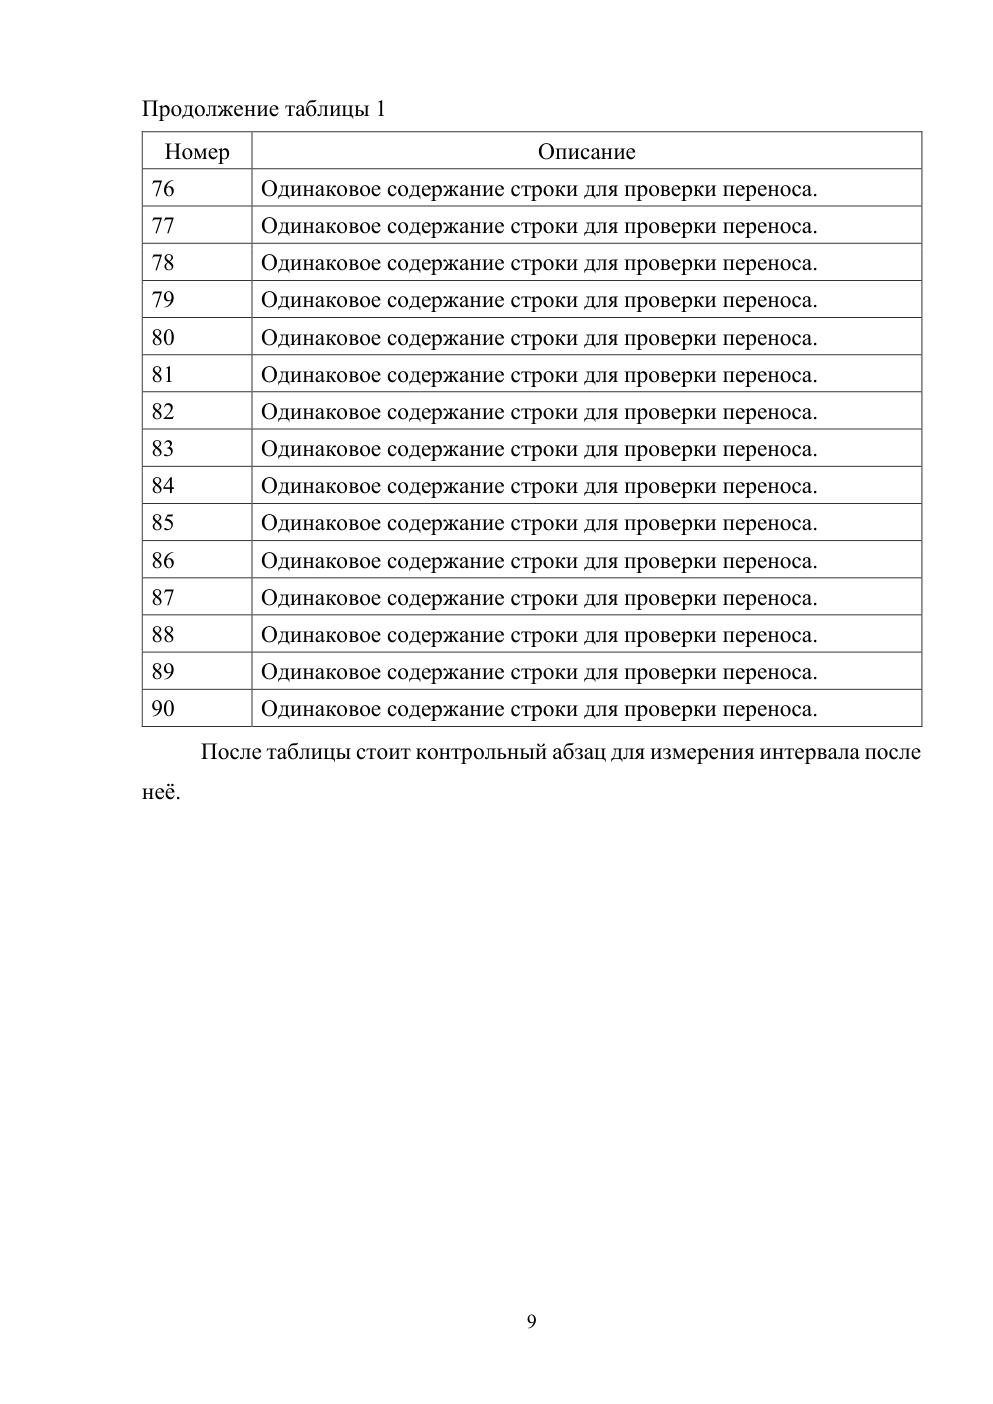 Продолжение таблицы 1
Номер Описание
76 Одинаковое содержание строки для проверки переноса.
77 Одинаковое содержание строки для проверки переноса.
78 Одинаковое содержание строки для проверки переноса.
79 Одинаковое содержание строки для проверки переноса.
80 Одинаковое содержание строки для проверки переноса.
81 Одинаковое содержание строки для проверки переноса.
82 Одинаковое содержание строки для проверки переноса.
83 Одинаковое содержание строки для проверки переноса.
84 Одинаковое содержание строки для проверки переноса.
85 Одинаковое содержание строки для проверки переноса.
86 Одинаковое содержание строки для проверки переноса.
87 Одинаковое содержание строки для проверки переноса.
88 Одинаковое содержание строки для проверки переноса.
89 Одинаковое содержание строки для проверки переноса.
90 Одинаковое содержание строки для проверки переноса.
После таблицы стоит контрольный абзац для измерения интервала после
неё.
9